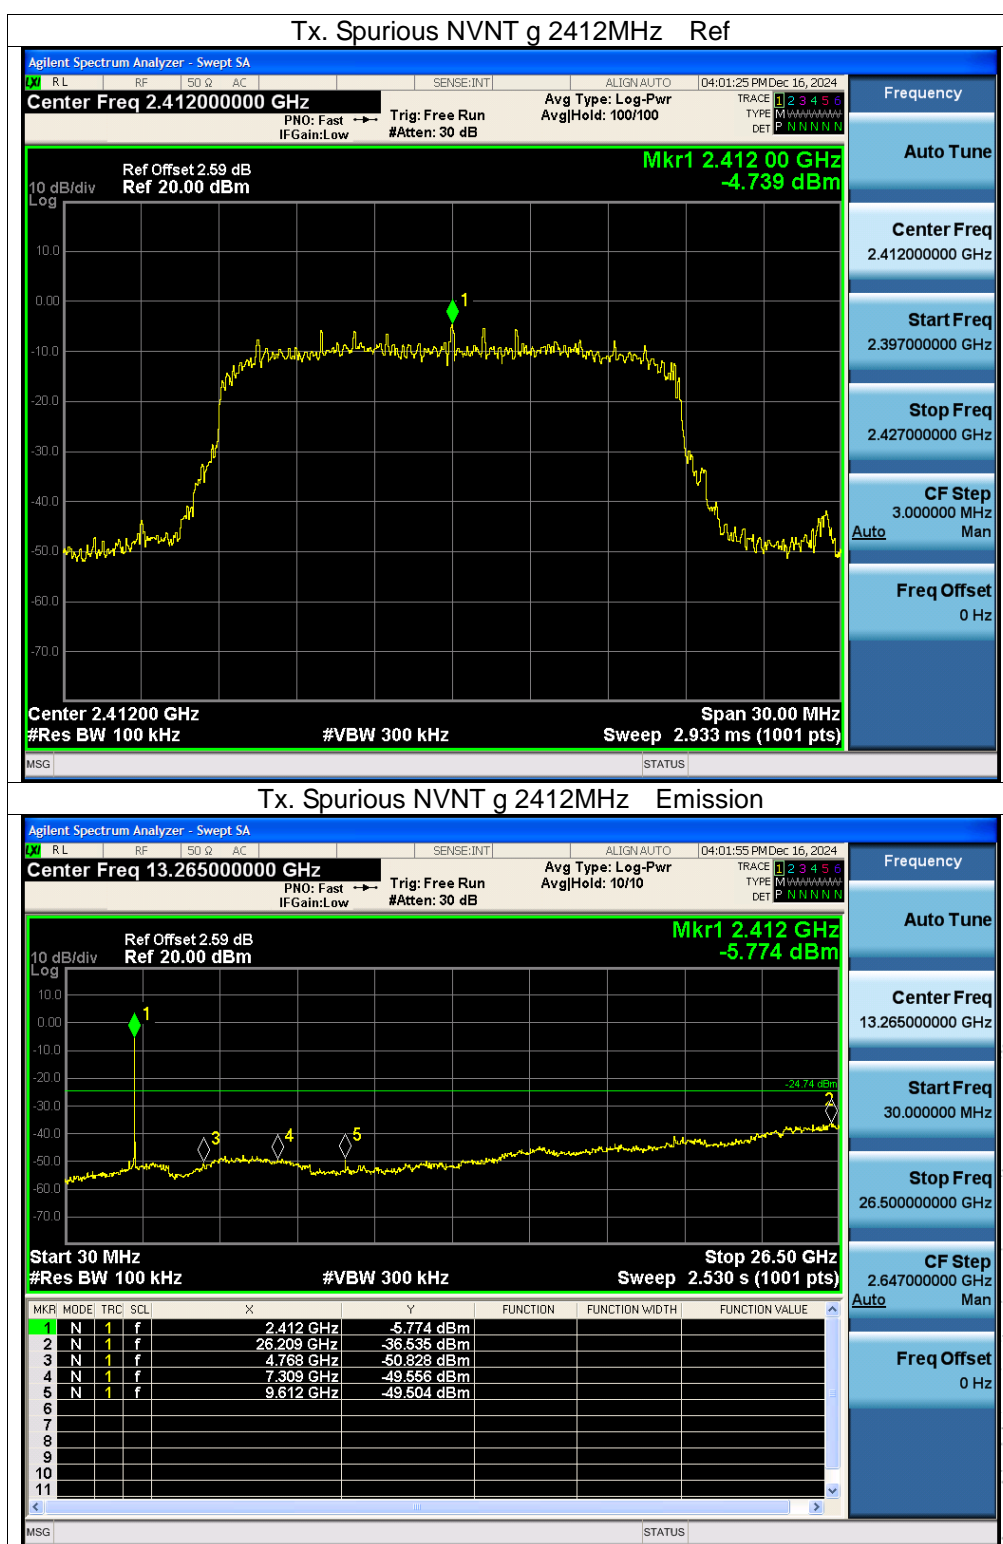 Tx. Spurious NVNT g 2412MHz Ref
Agilent Spectrum Analyzer - Swept SA
LXI RL RF 50 Ω AC SENSE:INT ALIGN AUTO 04:01:25 PM Dec 16, 2024
Center Freq 2.412000000 GHz Avg Type: Log-Pwr TRACE 1 2 3 4 5 6
PNO: Fast Trig: Free Run Avg|Hold: 100/100 TYPE M WWWWW
IFGain:Low #Atten: 30 dB DET P N N N N N
Frequency
Auto Tune
Center Freq
2.412000000 GHz
Start Freq
2.397000000 GHz
Stop Freq
2.427000000 GHz
CF Step
3.000000 MHz
Auto Man
Freq Offset
0 Hz
Mkr1 2.412 00 GHz
-4.739 dBm
Ref Offset 2.59 dB
10 dB/div Ref 20.00 dBm
Log
10.0
1
0.00
-10.0
-20.0
-30.0
-40.0
-50.0
-60.0
-70.0
Center 2.41200 GHz Span 30.00 MHz
#Res BW 100 kHz #VBW 300 kHz Sweep 2.933 ms (1001 pts)
MSG STATUS
Tx. Spurious NVNT g 2412MHz Emission
Agilent Spectrum Analyzer - Swept SA
LXI RL RF 50 Ω AC SENSE:INT ALIGN AUTO 04:01:55 PM Dec 16, 2024
Center Freq 13.265000000 GHz Avg Type: Log-Pwr TRACE 1 2 3 4 5 6
PNO: Fast Trig: Free Run Avg|Hold: 10/10 TYPE M WWWWW
IFGain:Low #Atten: 30 dB DET P N N N N N
Frequency
Auto Tune
Center Freq
13.265000000 GHz
Start Freq
30.000000 MHz
Stop Freq
26.500000000 GHz
CF Step
2.647000000 GHz
Auto Man
Freq Offset
0 Hz
Mkr1 2.412 GHz
-5.774 dBm
Ref Offset 2.59 dB
10 dB/div Ref 20.00 dBm
Log
10.0
1
0.00
-10.0
-20.0
-24.74 dBm
-30.0
2
-40.0
3 4 5
-50.0
-60.0
-70.0
Start 30 MHz Stop 26.50 GHz
#Res BW 100 kHz #VBW 300 kHz Sweep 2.530 s (1001 pts)
MKR MODE TRC SCL X Y FUNCTION FUNCTION WIDTH FUNCTION VALUE
1 N 1 f 2.412 GHz -5.774 dBm
2 N 1 f 26.209 GHz -36.535 dBm
3 N 1 f 4.768 GHz -50.828 dBm
4 N 1 f 7.309 GHz -49.556 dBm
5 N 1 f 9.612 GHz -49.504 dBm
6
7
8
9
10
11
MSG STATUS